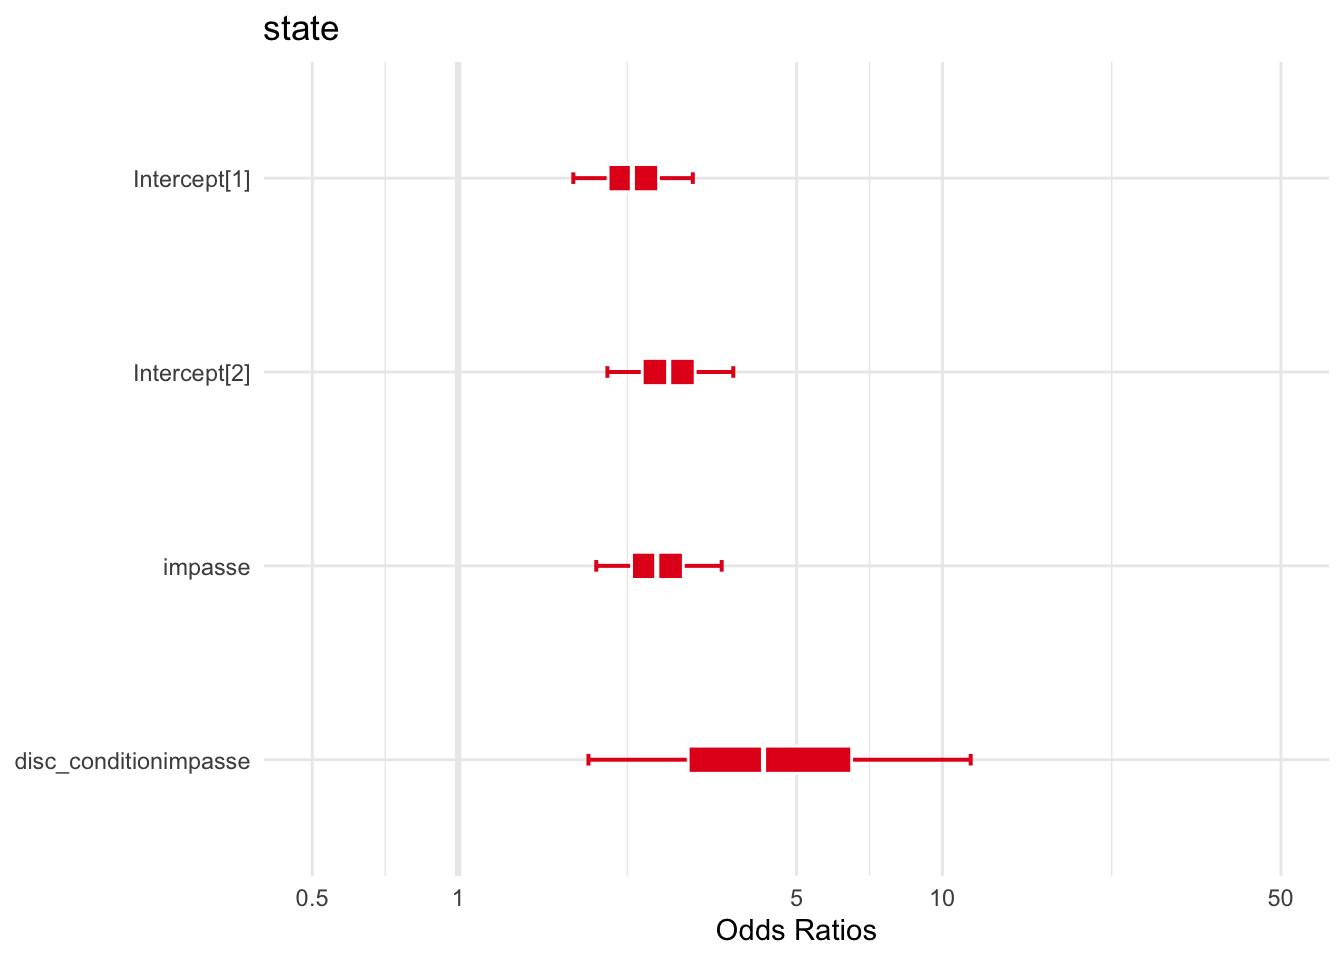 state
Intercept[1]
Intercept[2]
impasse
disc_conditionimpasse
0.5 1 5 10 50
Odds Ratios